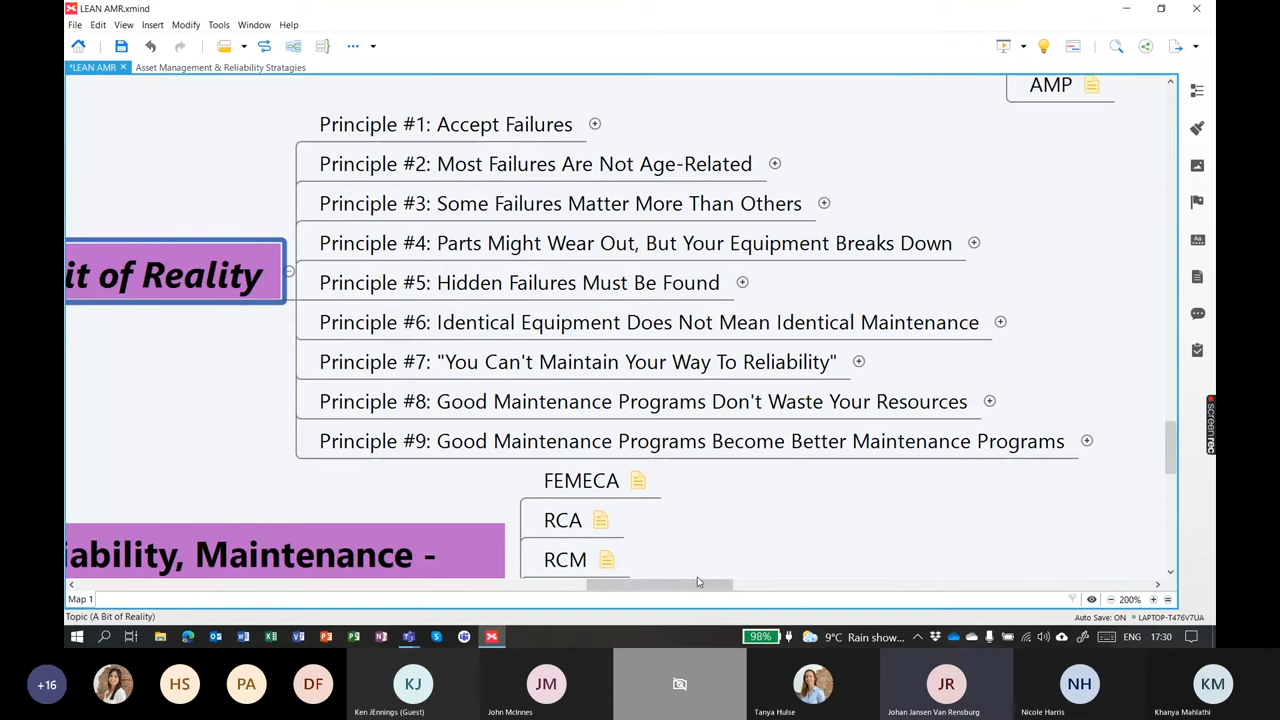 LEAN AMR.xmind
File Edit View Insert Modify Tools Window Help
*LEAN AMR Asset Management & Reliability Stratagies
AMP
Principle #1: Accept Failures
Principle #2: Most Failures Are Not Age-Related
Principle #3: Some Failures Matter More Than Others
Principle #4: Parts Might Wear Out, But Your Equipment Breaks Down
it of Reality
Principle #5: Hidden Failures Must Be Found
Principle #6: Identical Equipment Does Not Mean Identical Maintenance
Principle #7: "You Can't Maintain Your Way To Reliability"
Principle #8: Good Maintenance Programs Don't Waste Your Resources
Principle #9: Good Maintenance Programs Become Better Maintenance Programs
FEMECA
RCA
iability, Maintenance -
RCM
screenrec
Map 1 200%
Topic (A Bit of Reality) Auto Save: ON LAPTOP-T476V7UA
98% 9°C Rain show... ENG 17:30
+16 HS PA DF KJ JM JR NH KM
Ken JEnnings (Guest) John McInnes Tanya Hulse Johan Jansen Van Rensburg Nicole Harris Khanya Mahlathi